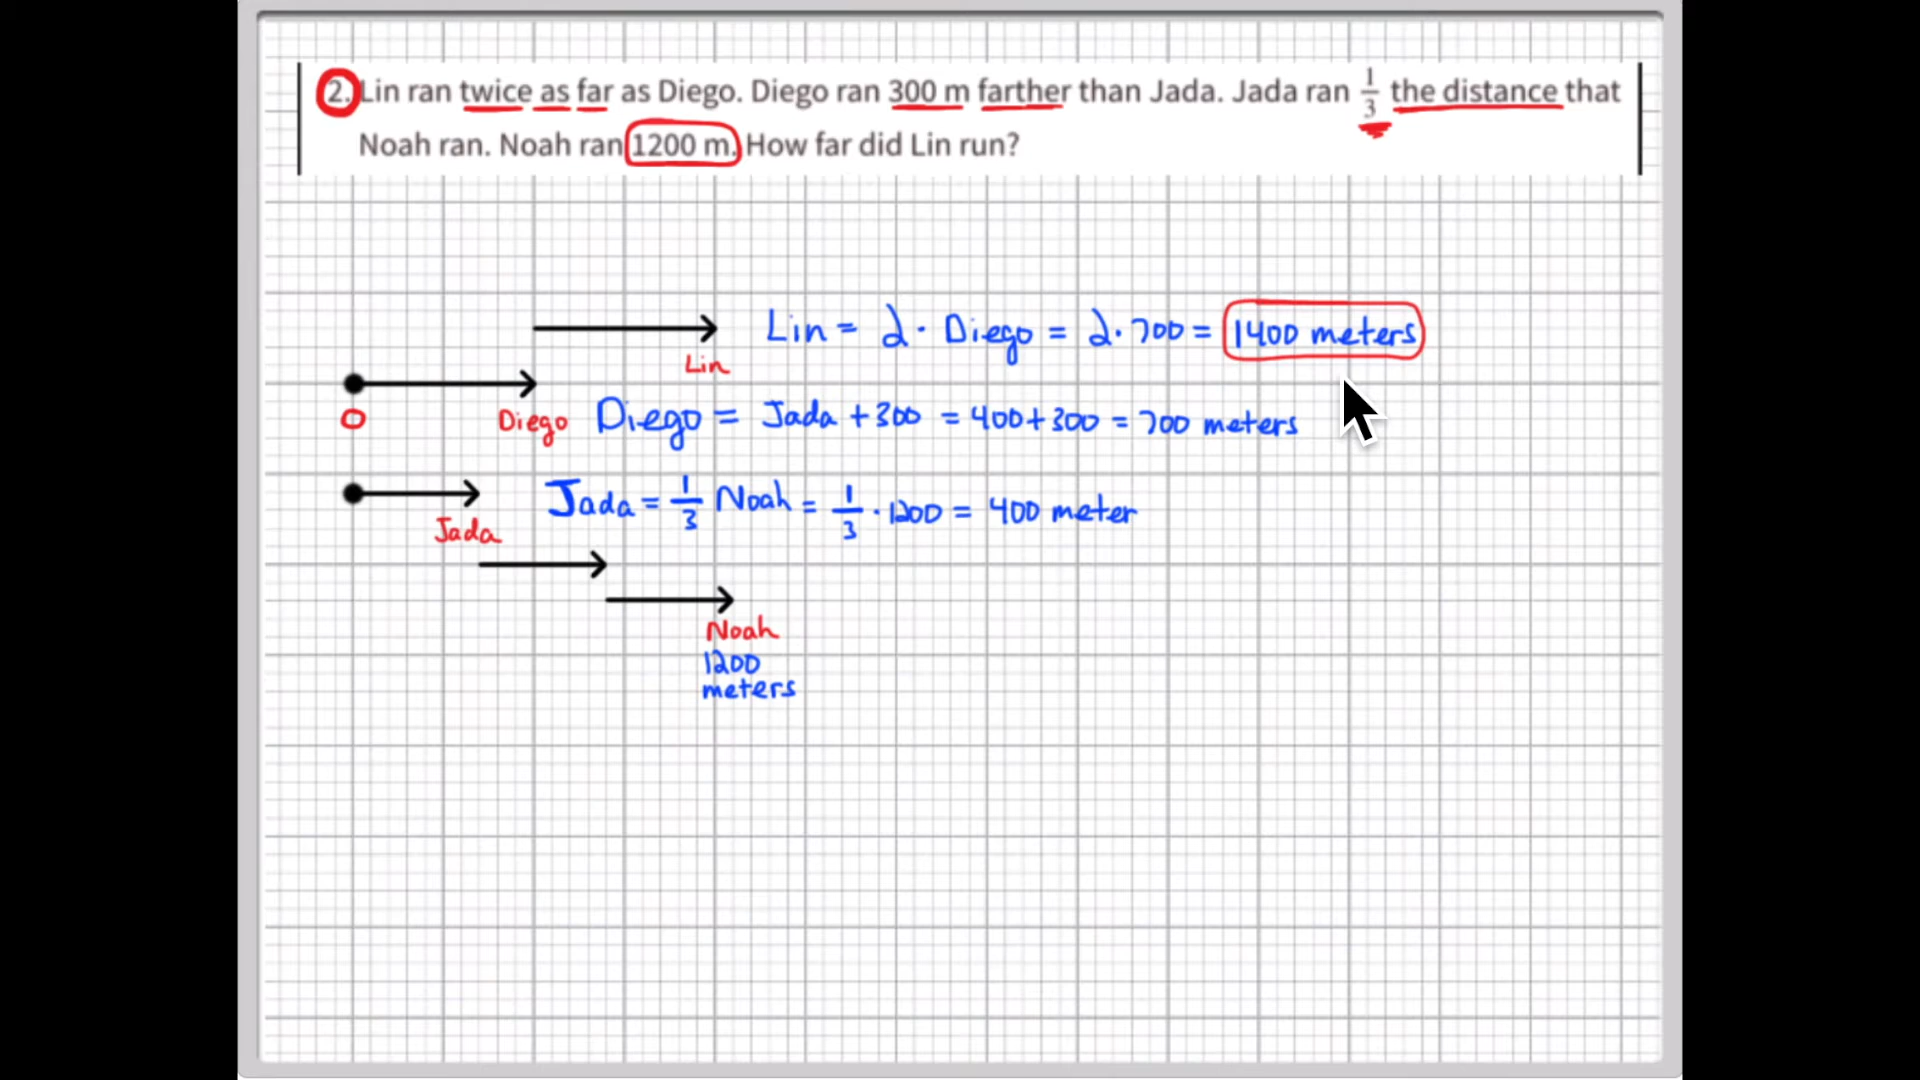 2. Lin ran twice as far as Diego. Diego ran 300 m farther than Jada. Jada ran 1/3 the distance that
Noah ran. Noah ran 1200 m. How far did Lin run?
Lin = 2 · Diego = 2 · 700 = 1400 meters
Lin
0
Diego
Diego = Jada + 300 = 400 + 300 = 700 meters
Jada = 1/3 Noah = 1/3 · 1200 = 400 meter
Jada
Noah
1200
meters